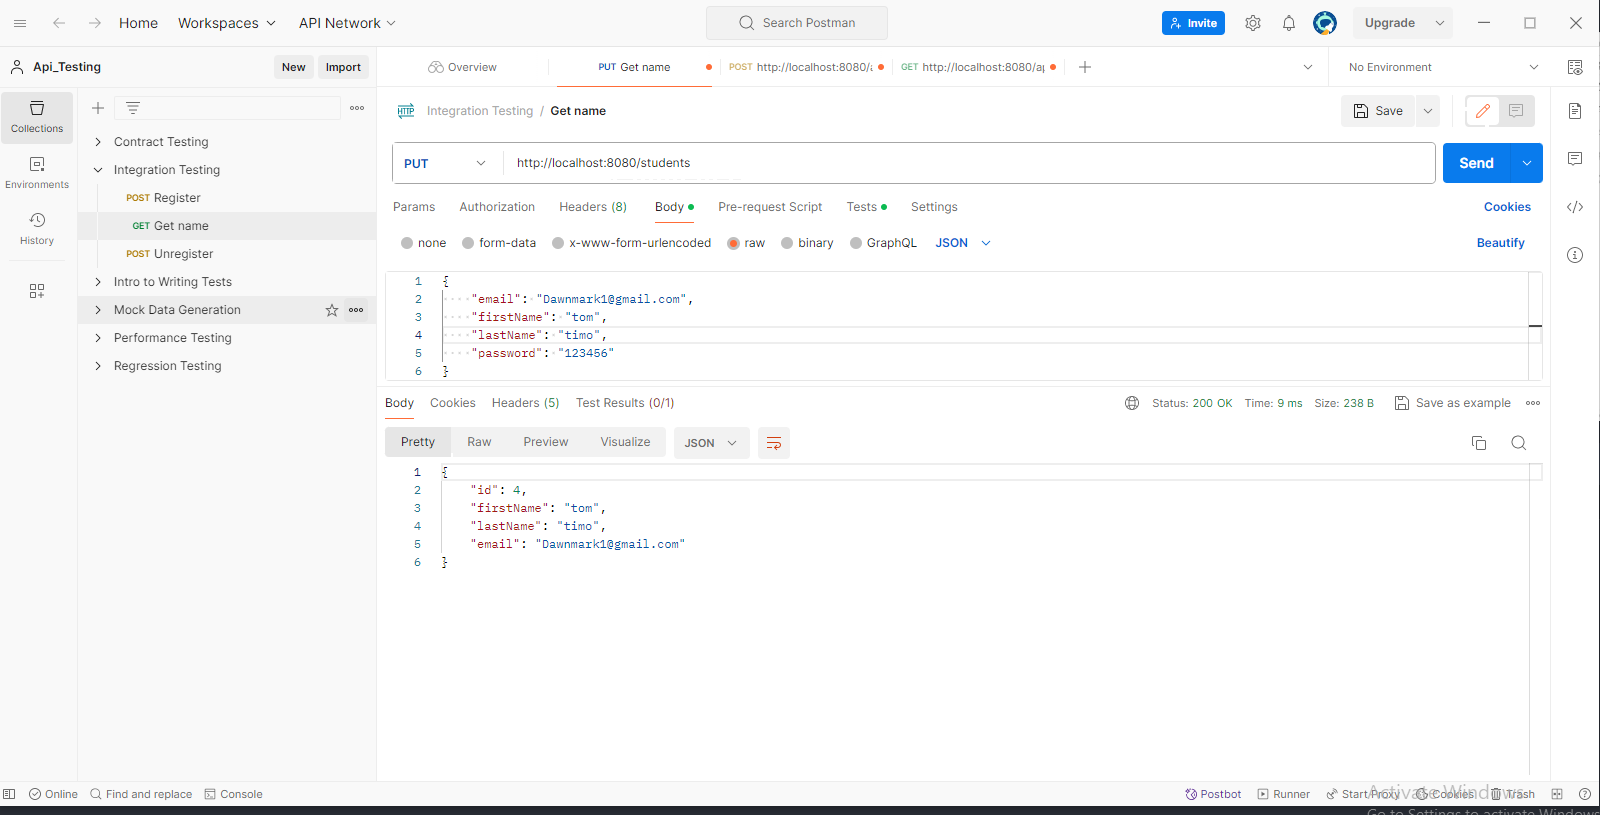 Home Workspaces API Network Search Postman Invite Upgrade
Api_Testing New Import Overview PUT Get name POST http://localhost:8080/a GET http://localhost:8080/ap No Environment
Collections
Environments
History
Contract Testing
Integration Testing
POST Register
GET Get name
POST Unregister
Intro to Writing Tests
Mock Data Generation
Performance Testing
Regression Testing
HTTP Integration Testing / Get name Save
PUT http://localhost:8080/students Send
Params Authorization Headers (8) Body Pre-request Script Tests Settings Cookies
none form-data x-www-form-urlencoded raw binary GraphQL JSON Beautify
1 {
2 "email": "Dawnmark1@gmail.com",
3 "firstName": "tom",
4 "lastName": "timo",
5 "password": "123456"
6 }
Body Cookies Headers (5) Test Results (0/1) Status: 200 OK Time: 9 ms Size: 238 B Save as example
Pretty Raw Preview Visualize JSON
1 {
2 "id": 4,
3 "firstName": "tom",
4 "lastName": "timo",
5 "email": "Dawnmark1@gmail.com"
6 }
Online Find and replace Console Postbot Runner Start Proxy Cookies Trash
Activate Windows
Go to Settings to activate Windows